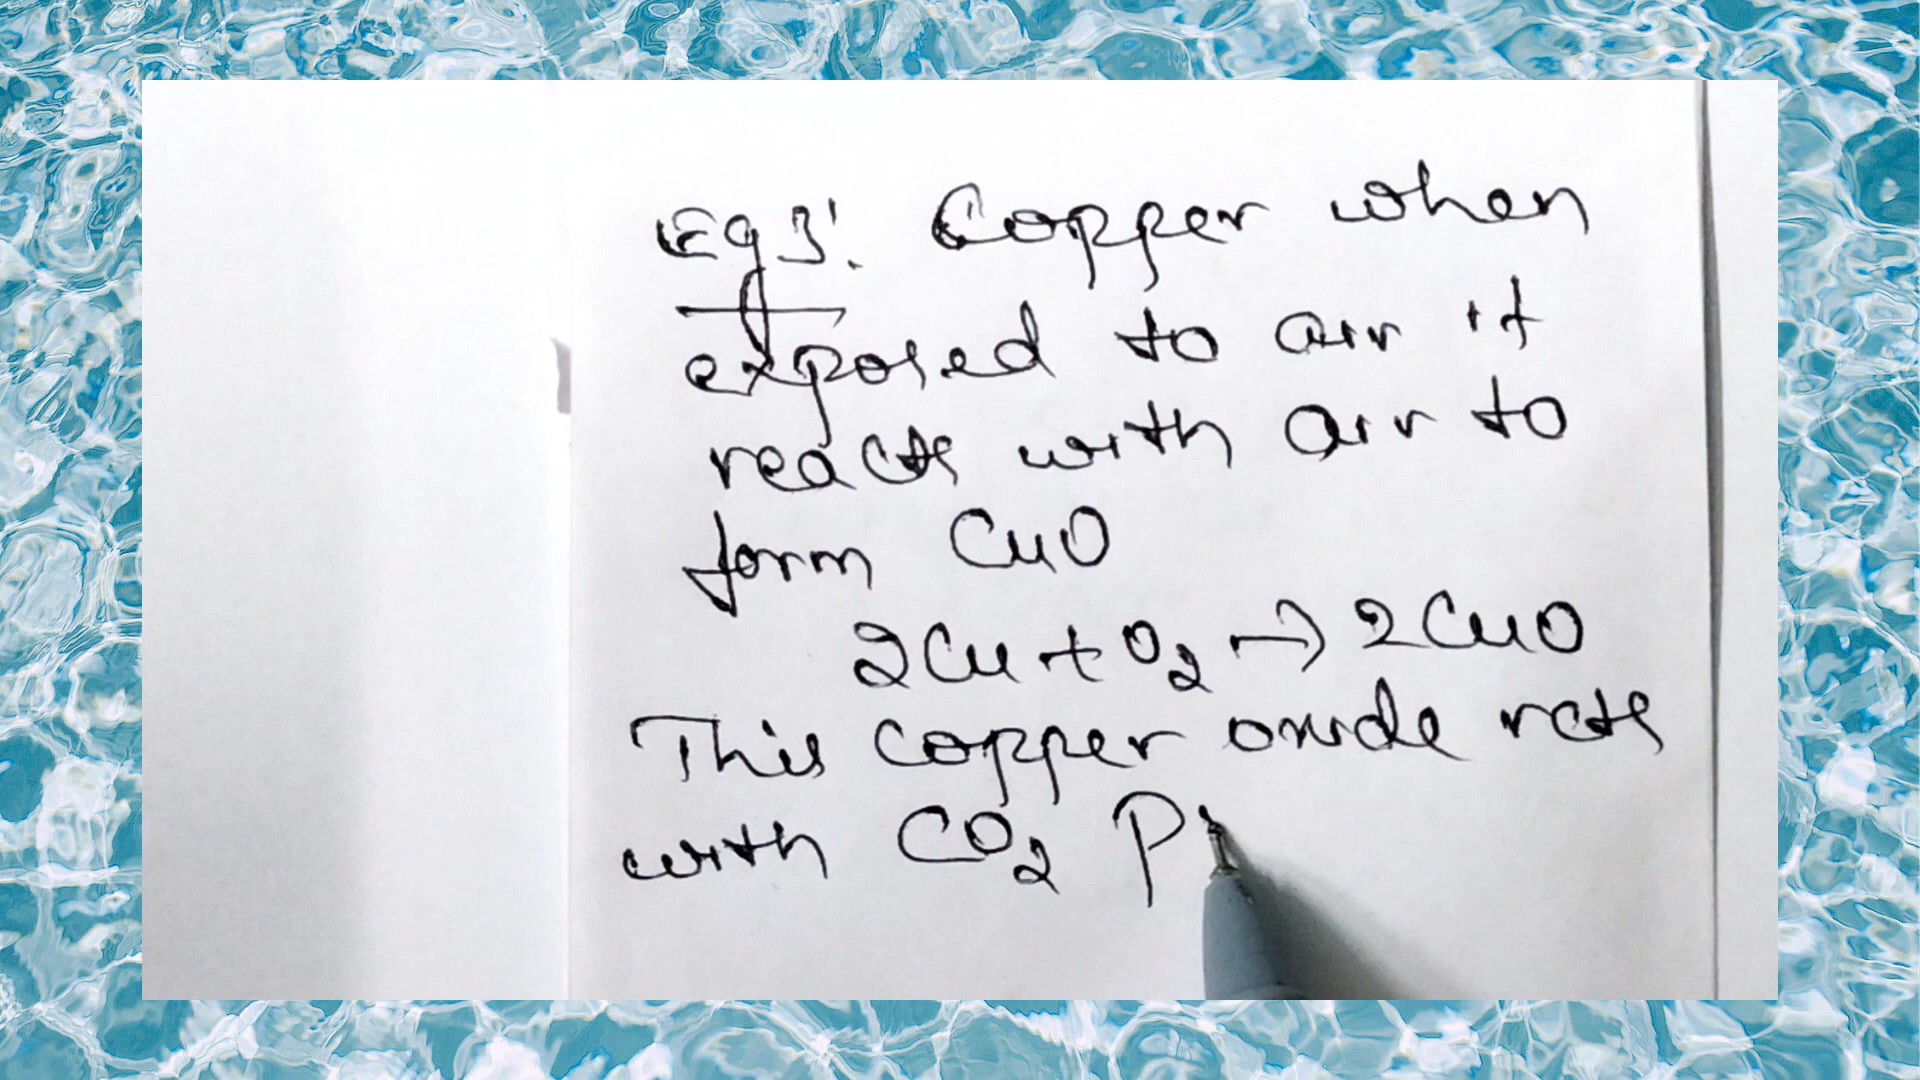 Eg 3'.  Copper when
exposed to air it
reacts with air to
form CuO
2Cu + O₂ → 2CuO
This copper oxide rcts
with CO₂ P